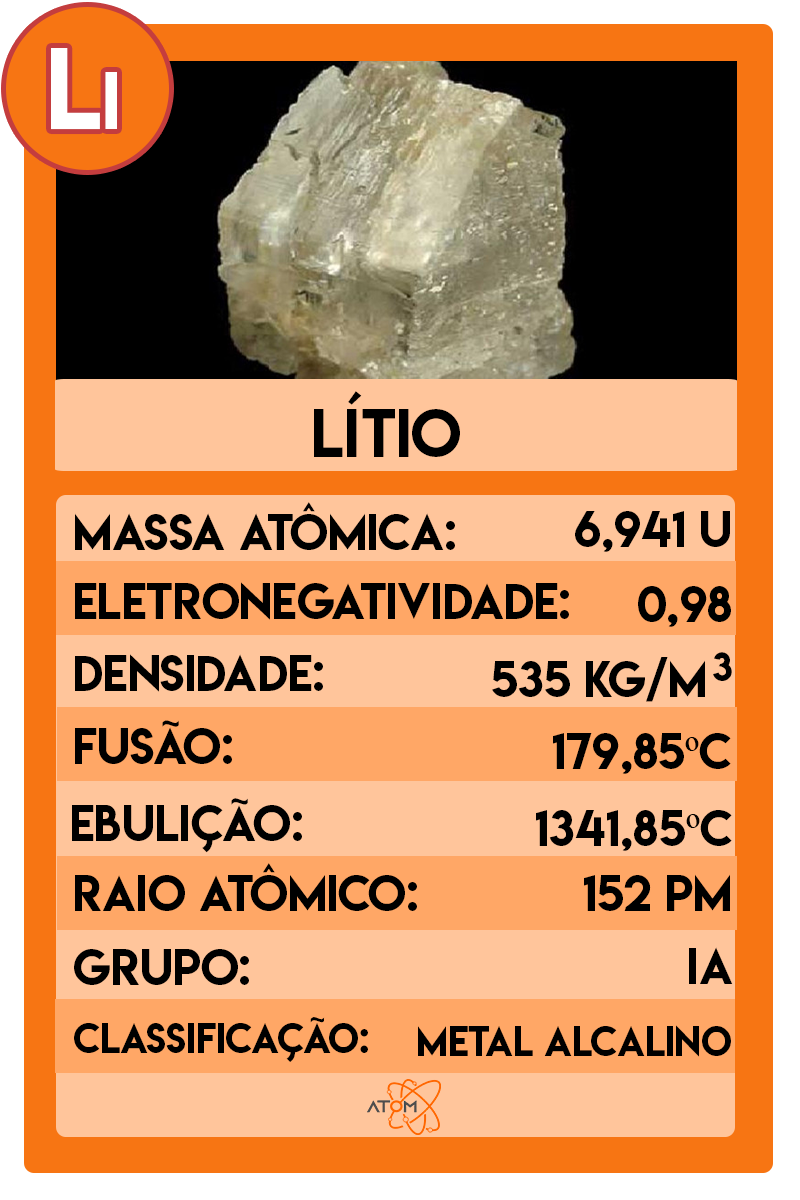 LI
LÍTIO
MASSA ATÔMICA: 6,941 U
ELETRONEGATIVIDADE: 0,98
DENSIDADE: 535 KG/M³
FUSÃO: 179,85ºC
EBULIÇÃO: 1341,85ºC
RAIO ATÔMICO: 152 PM
GRUPO: IA
CLASSIFICAÇÃO: METAL ALCALINO
ATOM